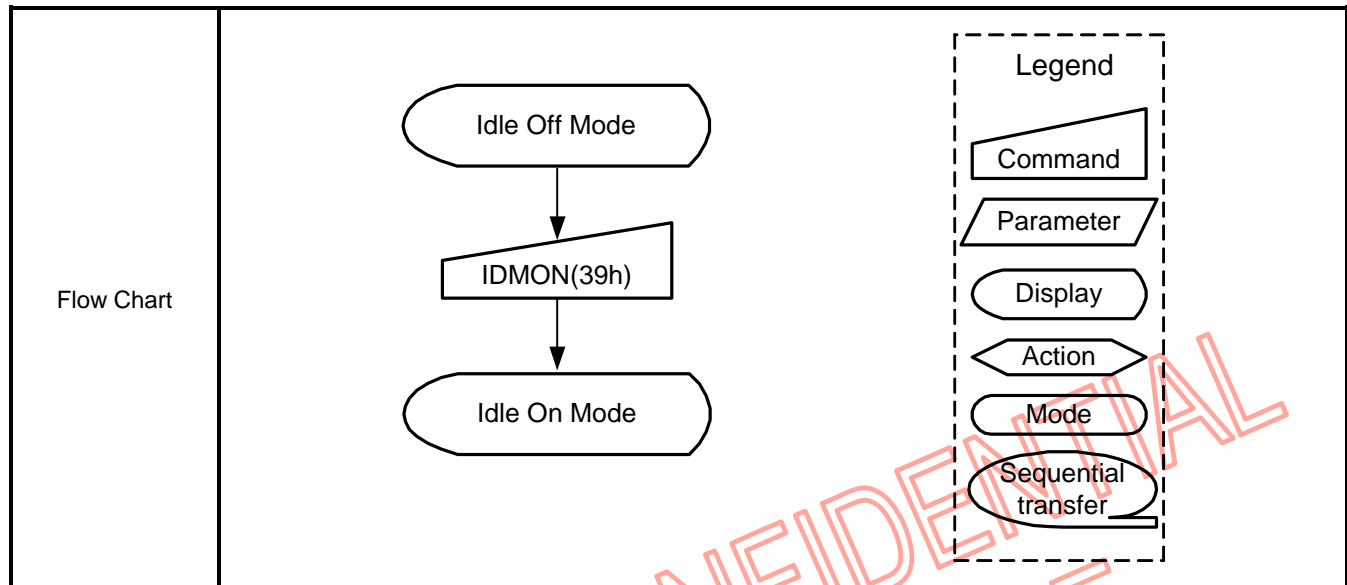 Flow Chart
Idle Off Mode
IDMON(39h)
Idle On Mode
Legend
Command
Parameter
Display
Action
Mode
Sequential
transfer